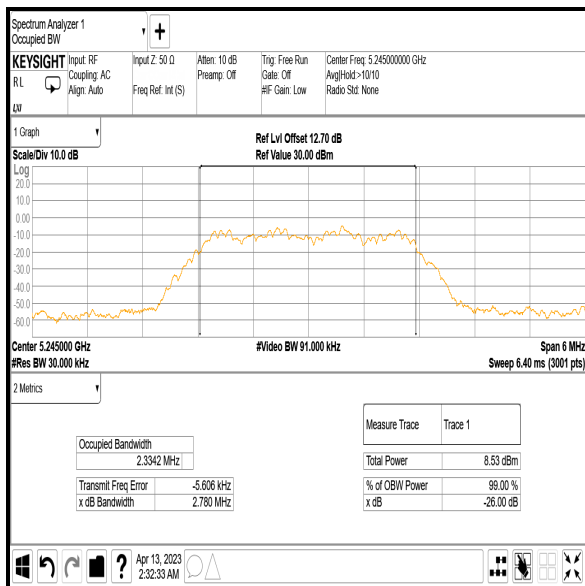 Spectrum Analyzer 1
Occupied BW
KEYSIGHT
R L
LXI
Input: RF
Coupling: AC
Align: Auto
Input Z: 50 Ω
Freq Ref: Int (S)
Atten: 10 dB
Preamp: Off
Trig: Free Run
Gate: Off
#IF Gain: Low
Center Freq: 5.245000000 GHz
Avg|Hold:>10/10
Radio Std: None
1 Graph
Scale/Div 10.0 dB
Ref Lvl Offset 12.70 dB
Ref Value 30.00 dBm
Log
20.0
10.0
0.00
-10.0
-20.0
-30.0
-40.0
-50.0
-60.0
Center 5.245000 GHz
#Res BW 30.000 kHz
#Video BW 91.000 kHz
Span 6 MHz
Sweep 6.40 ms (3001 pts)
2 Metrics
Occupied Bandwidth
2.3342 MHz
Transmit Freq Error -5.606 kHz
x dB Bandwidth 2.780 MHz
Measure Trace Trace 1
Total Power 8.53 dBm
% of OBW Power 99.00 %
x dB -26.00 dB
?
Apr 13, 2023
2:32:33 AM